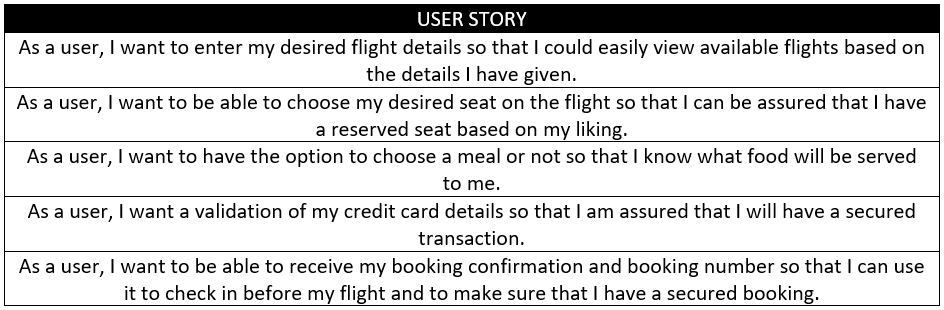 USER STORY
As a user, I want to enter my desired flight details so that I could easily view available flights based on
the details I have given.
As a user, I want to be able to choose my desired seat on the flight so that I can be assured that I have
a reserved seat based on my liking.
As a user, I want to have the option to choose a meal or not so that I know what food will be served
to me.
As a user, I want a validation of my credit card details so that I am assured that I will have a secured
transaction.
As a user, I want to be able to receive my booking confirmation and booking number so that I can use
it to check in before my flight and to make sure that I have a secured booking.